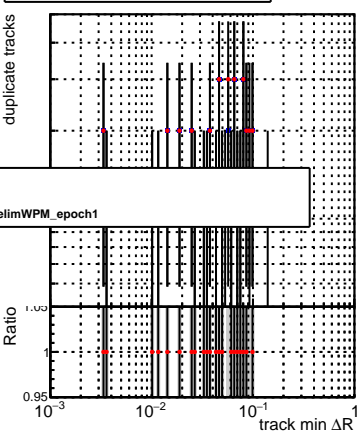 duplicate tracks
elimWPM_epoch1
Ratio
1.05
1
0.95
10⁻³ 10⁻² 10⁻¹ 1
track min ΔR